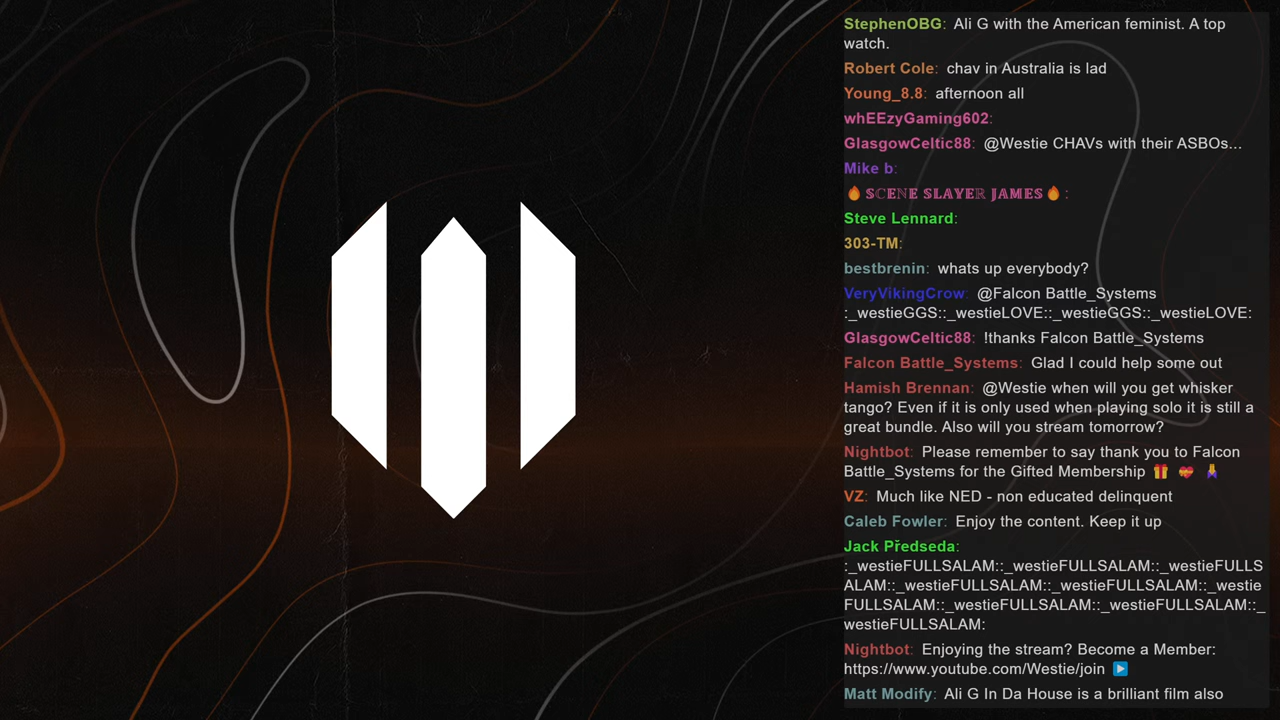 StephenOBG: Ali G with the American feminist. A top
watch.
Robert Cole: chav in Australia is lad
Young_8.8: afternoon all
whEEzyGaming602:
GlasgowCeltic88: @Westie CHAVs with their ASBOs...
Mike b:
🔥 𝕊ℂ𝔼ℕ𝔼 𝕊𝕃𝔸𝕐𝔼ℝ 𝕁𝔸𝕄𝔼𝕊🔥:
Steve Lennard:
303-TM:
bestbrenin: whats up everybody?
VeryVikingCrow: @Falcon Battle_Systems
:_westieGGS::_westieLOVE::_westieGGS::_westieLOVE:
GlasgowCeltic88: !thanks Falcon Battle_Systems
Falcon Battle_Systems: Glad I could help some out
Hamish Brennan: @Westie when will you get whisker
tango? Even if it is only used when playing solo it is still a
great bundle. Also will you stream tomorrow?
Nightbot: Please remember to say thank you to Falcon
Battle_Systems for the Gifted Membership 🎁 💝 🙏
VZ: Much like NED - non educated delinquent
Caleb Fowler: Enjoy the content. Keep it up
Jack Předseda:
:_westieFULLSALAM::_westieFULLSALAM::_westieFULLS
ALAM::_westieFULLSALAM::_westieFULLSALAM::_westie
FULLSALAM::_westieFULLSALAM::_westieFULLSALAM::_
westieFULLSALAM:
Nightbot: Enjoying the stream? Become a Member:
https://www.youtube.com/Westie/join ▶️
Matt Modify: Ali G In Da House is a brilliant film also